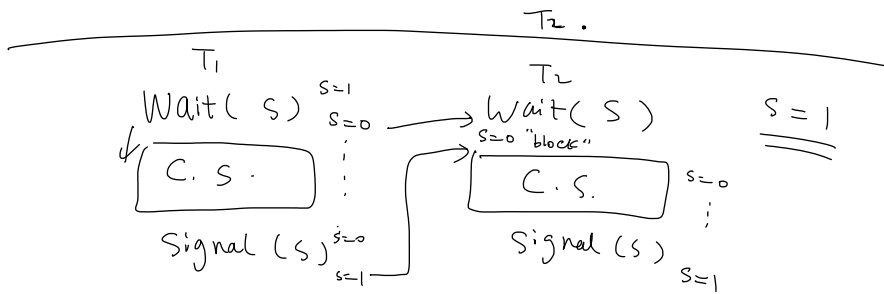 T2.
T1
T2
Wait( S) s=1
s=0
Wait( S)
s=0 "block"
S = 1
C. S.
C. S.
s=0
Signal (S) s=0
s=1
Signal (S)
s=1